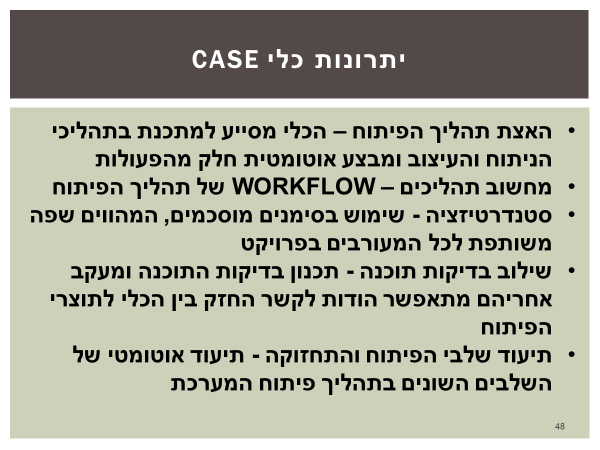 יתרונות כלי CASE
• האצת תהליך הפיתוח – הכלי מסייע למתכנת בתהליכי
הניתוח והעיצוב ומבצע אוטומטית חלק מהפעולות
• מחשוב תהליכים – WORKFLOW של תהליך הפיתוח
• סטנדרטיזציה - שימוש בסימנים מוסכמים, המהווים שפה
משותפת לכל המעורבים בפרויקט
• שילוב בדיקות תוכנה - תכנון בדיקות התוכנה ומעקב
אחריהם מתאפשר הודות לקשר החזק בין הכלי לתוצרי
הפיתוח
• תיעוד שלבי הפיתוח והתחזוקה - תיעוד אוטומטי של
השלבים השונים בתהליך פיתוח המערכת
48